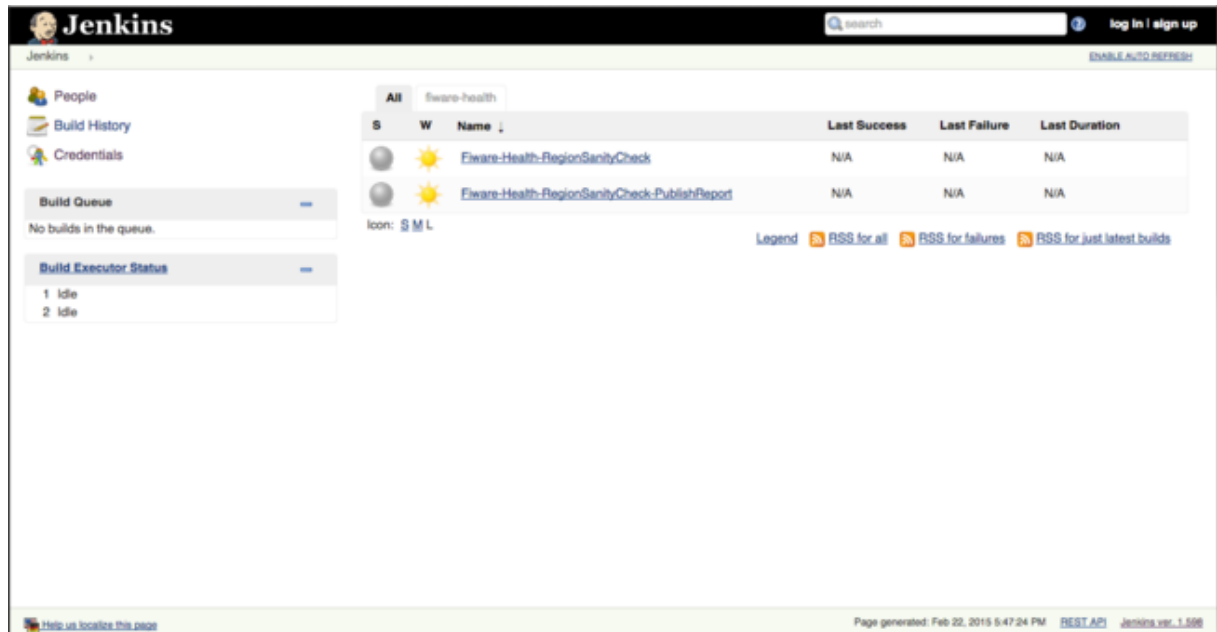 Jenkins
search
log in | sign up
Jenkins
ENABLE AUTO REFRESH
People
Build History
Credentials
Build Queue
No builds in the queue.
Build Executor Status
1 Idle
2 Idle
All fiware-health
S W Name ↓ Last Success Last Failure Last Duration
Fiware-Health-RegionSanityCheck N/A N/A N/A
Fiware-Health-RegionSanityCheck-PublishReport N/A N/A N/A
Icon: S M L
Legend RSS for all RSS for failures RSS for just latest builds
Help us localize this page
Page generated: Feb 22, 2015 5:47:24 PM REST API Jenkins ver. 1.598